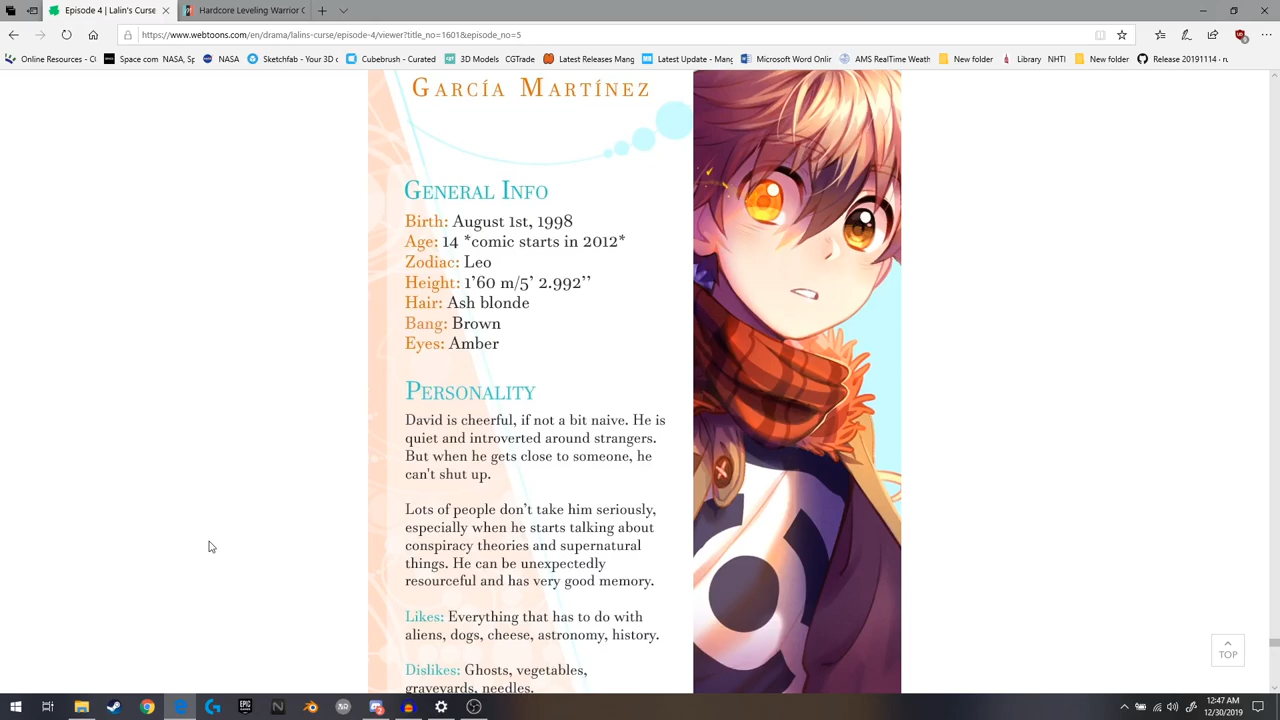 Episode 4 | Lalin's Curse
Hardcore Leveling Warrior C
https://www.webtoons.com/en/drama/lalins-curse/episode-4/viewer?title_no=1601&episode_no=5
Online Resources - Cl
Space.com NASA, Sp
NASA
Sketchfab - Your 3D c
Cubebrush - Curated
3D Models
CGTrade
Latest Releases Mang
Latest Update - Mang
Microsoft Word Onlin
AMS RealTime Weath
New folder
Library
NHTI
New folder
Release 20191114 · ru
García Martínez
General Info
Birth: August 1st, 1998
Age: 14 *comic starts in 2012*
Zodiac: Leo
Height: 1’60 m/5’ 2.992’’
Hair: Ash blonde
Bang: Brown
Eyes: Amber
Personality
David is cheerful, if not a bit naive. He is
quiet and introverted around strangers.
But when he gets close to someone, he
can't shut up.
Lots of people don’t take him seriously,
especially when he starts talking about
conspiracy theories and supernatural
things. He can be unexpectedly
resourceful and has very good memory.
Likes: Everything that has to do with
aliens, dogs, cheese, astronomy, history.
Dislikes: Ghosts, vegetables,
graveyards, needles.
TOP
12:47 AM
12/30/2019